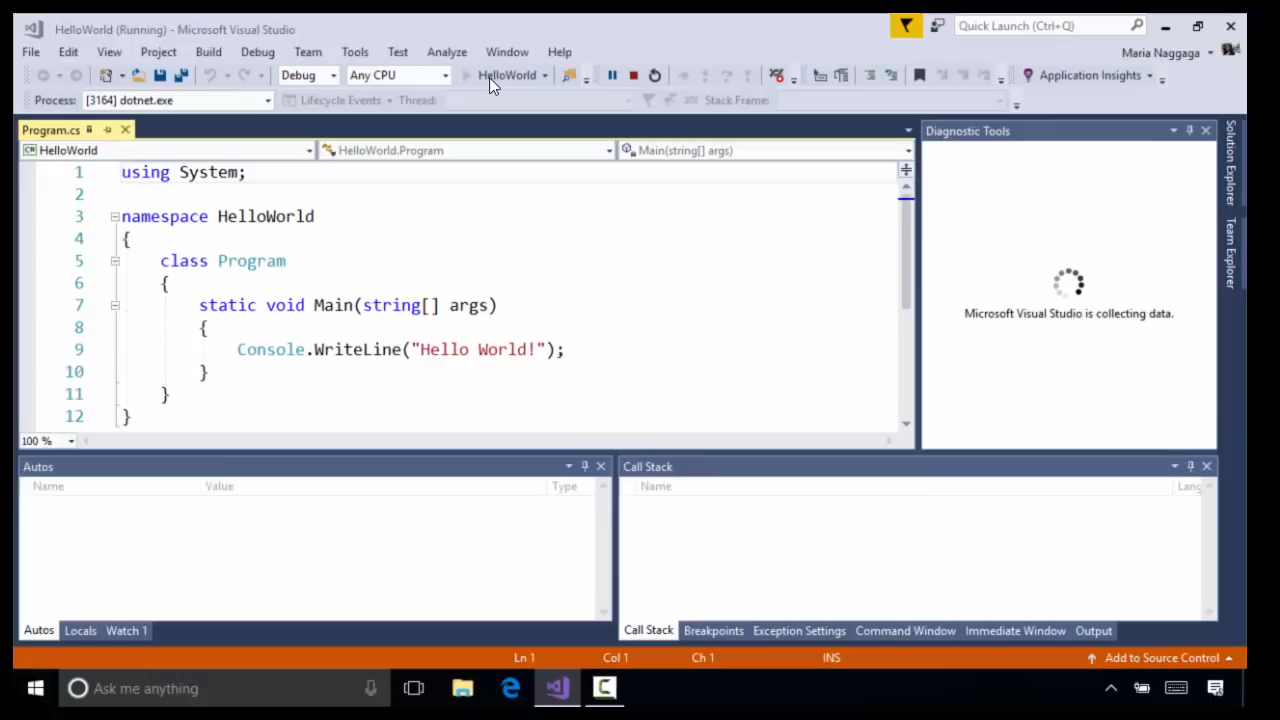 HelloWorld (Running) - Microsoft Visual Studio
Quick Launch (Ctrl+Q)
File Edit View Project Build Debug Team Tools Test Analyze Window Help
Maria Naggaga
Debug Any CPU HelloWorld Application Insights
Process: [3164] dotnet.exe Lifecycle Events Thread: Stack Frame:
Program.cs
HelloWorld HelloWorld.Program Main(string[] args)
1 using System;
2
3 namespace HelloWorld
4 {
5 class Program
6 {
7 static void Main(string[] args)
8 {
9 Console.WriteLine("Hello World!");
10 }
11 }
12 }
100 %
Diagnostic Tools
Microsoft Visual Studio is collecting data.
Solution Explorer
Team Explorer
Autos
Name Value Type
Autos Locals Watch 1
Call Stack
Name Lang
Call Stack Breakpoints Exception Settings Command Window Immediate Window Output
Ln 1 Col 1 Ch 1 INS Add to Source Control
Ask me anything